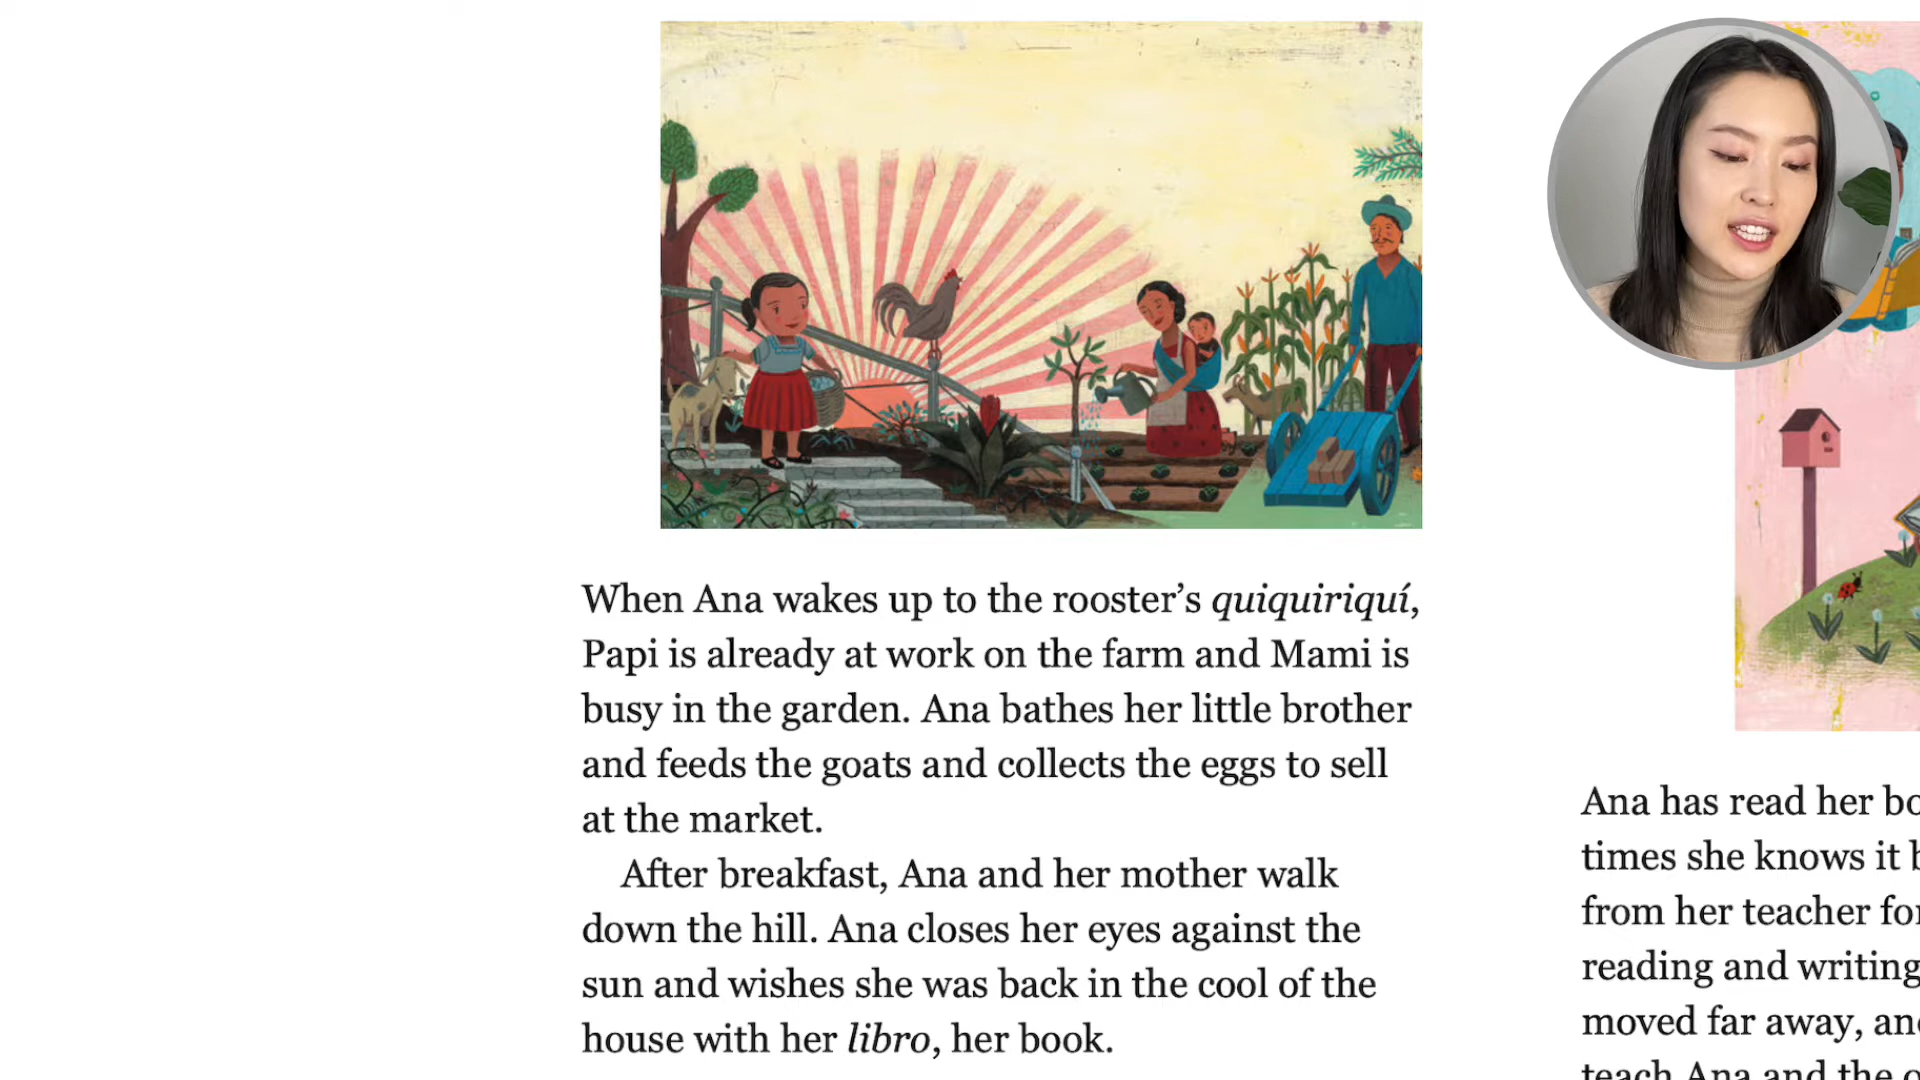 When Ana wakes up to the rooster’s quiquiriquí,
Papi is already at work on the farm and Mami is
busy in the garden. Ana bathes her little brother
and feeds the goats and collects the eggs to sell
at the market.
After breakfast, Ana and her mother walk
down the hill. Ana closes her eyes against the
sun and wishes she was back in the cool of the
house with her libro, her book.
Ana has read her
times she knows it
from her teacher
reading and writing
moved far away,
teach Ana and the